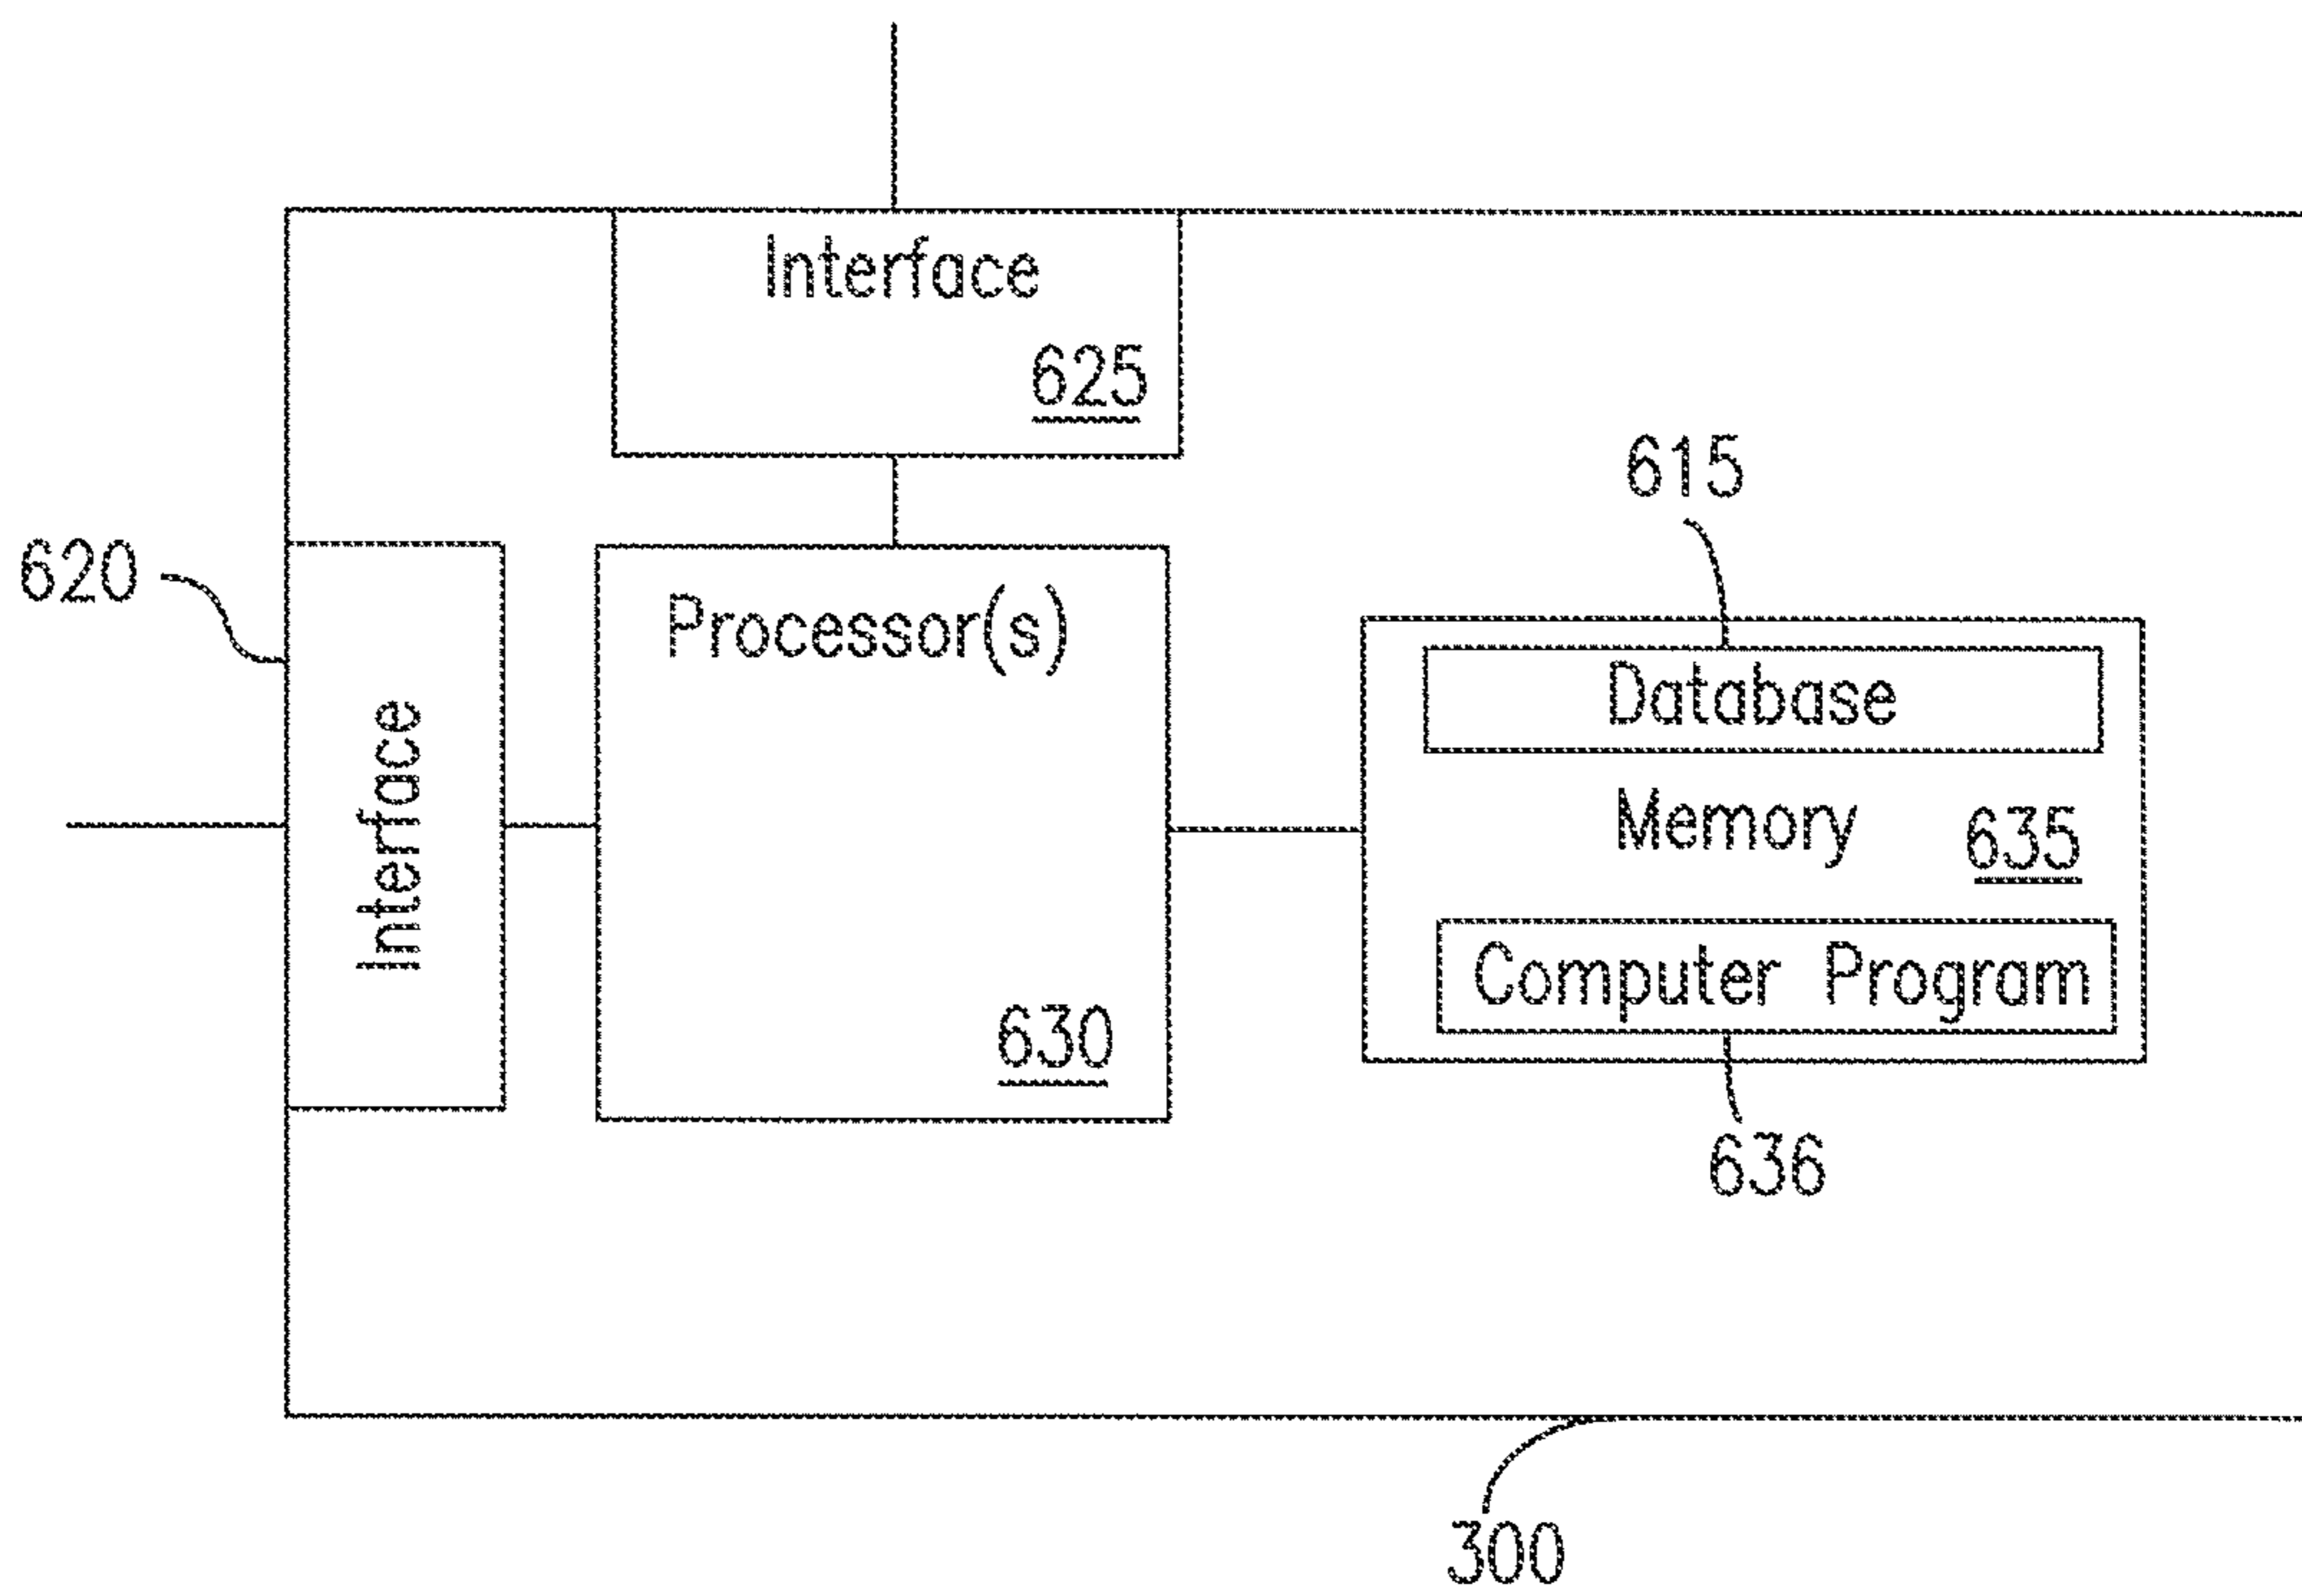 Interface
625
615
620
Processor(s)
Database
Interface
Memory
635
Computer Program
630
636
300